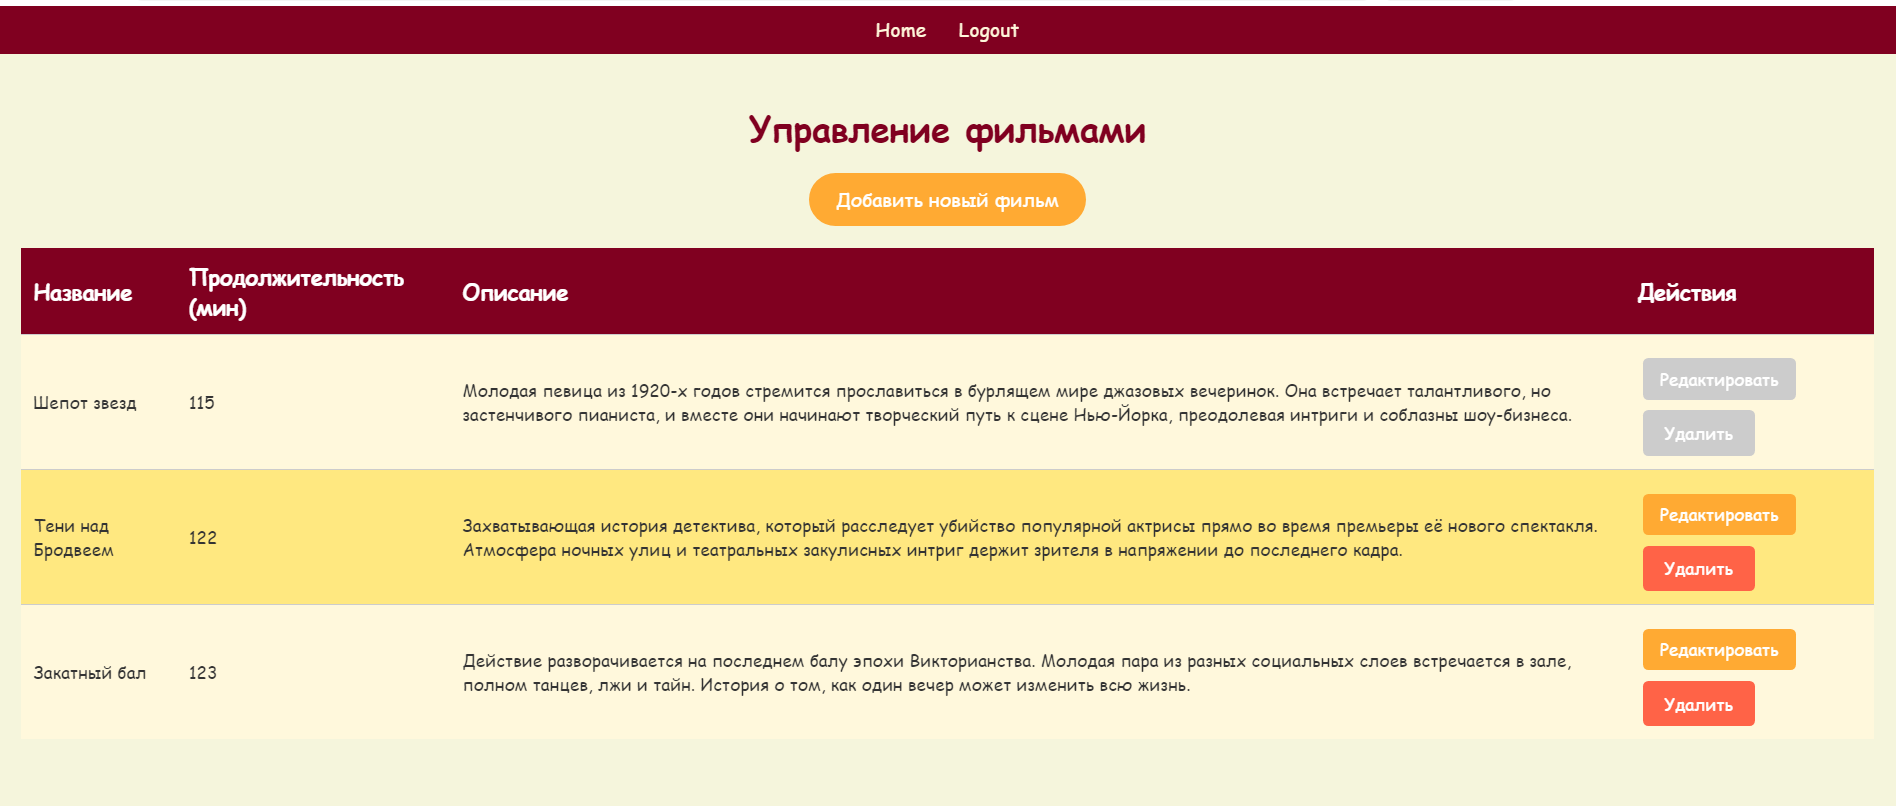 Home Logout
Управление фильмами
Добавить новый фильм
Название Продолжительность (мин) Описание Действия
Шепот звезд 115 Молодая певица из 1920-х годов стремится прославиться в бурлящем мире джазовых вечеринок. Она встречает талантливого, но
застенчивого пианиста, и вместе они начинают творческий путь к сцене Нью-Йорка, преодолевая интриги и соблазны шоу-бизнеса.
Редактировать
Удалить
Тени над
Бродвеем
122
Захватывающая история детектива, который расследует убийство популярной актрисы прямо во время премьеры её нового спектакля.
Атмосфера ночных улиц и театральных закулисных интриг держит зрителя в напряжении до последнего кадра.
Редактировать
Удалить
Закатный бал 123 Действие разворачивается на последнем балу эпохи Викторианства. Молодая пара из разных социальных слоев встречается в зале,
полном танцев, лжи и тайн. История о том, как один вечер может изменить всю жизнь.
Редактировать
Удалить